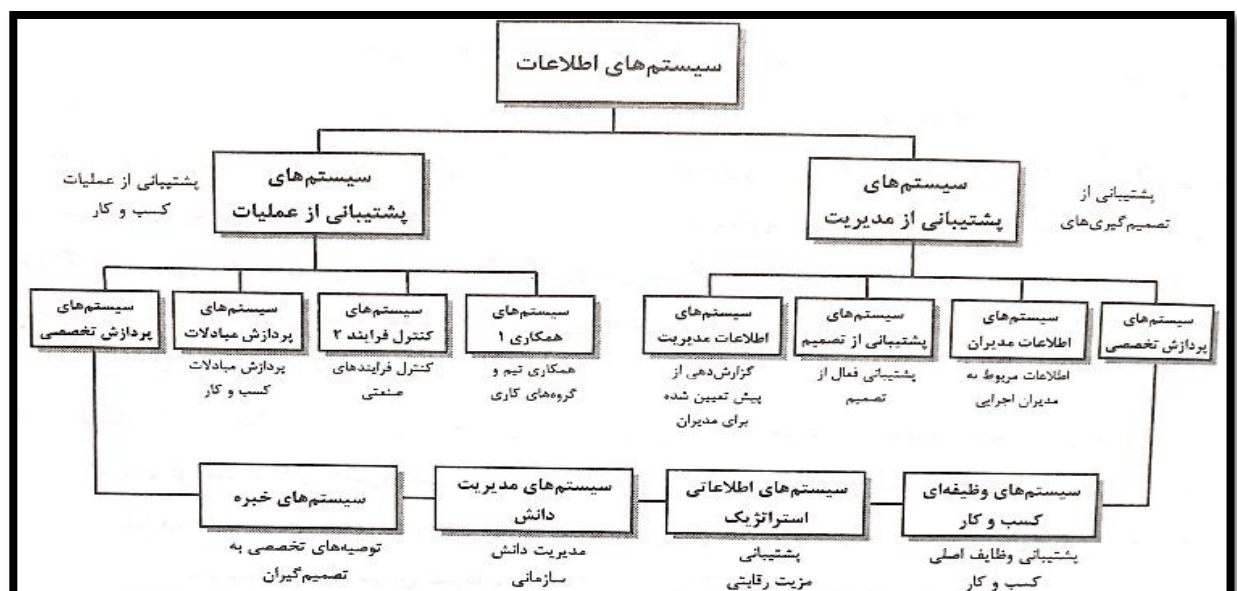 سیستم‌های اطلاعات
سیستم‌های
پشتیبانی از مدیریت
پشتیبانی از
تصمیم‌گیری‌های
سیستم‌های
پشتیبانی از عملیات
پشتیبانی از عملیات
کسب و کار
سیستم‌های
پردازش تخصصی
سیستم‌های
اطلاعات مدیران
اطلاعات مربوط به
مدیران اجرایی
سیستم‌های
پشتیبانی از تصمیم
پشتیبانی فعال از
تصمیم
سیستم‌های
اطلاعات مدیریت
گزارش‌دهی از
پیش تعیین شده
برای مدیران
سیستم‌های
همکاری ۱
همکاری تیم و
گروه‌های کاری
سیستم‌های
کنترل فرایند ۲
کنترل فرایندهای
صنعتی
سیستم‌های
پردازش مبادلات
پردازش مبادلات
کسب و کار
سیستم‌های
پردازش تخصصی
سیستم‌های وظیفه‌ای
کسب و کار
پشتیبانی وظایف اصلی
کسب و کار
سیستم‌های اطلاعاتی
استراتژیک
پشتیبانی
مزیت رقابتی
سیستم‌های مدیریت
دانش
مدیریت دانش
سازمانی
سیستم‌های خبره
توصیه‌های تخصصی به
تصمیم‌گیران